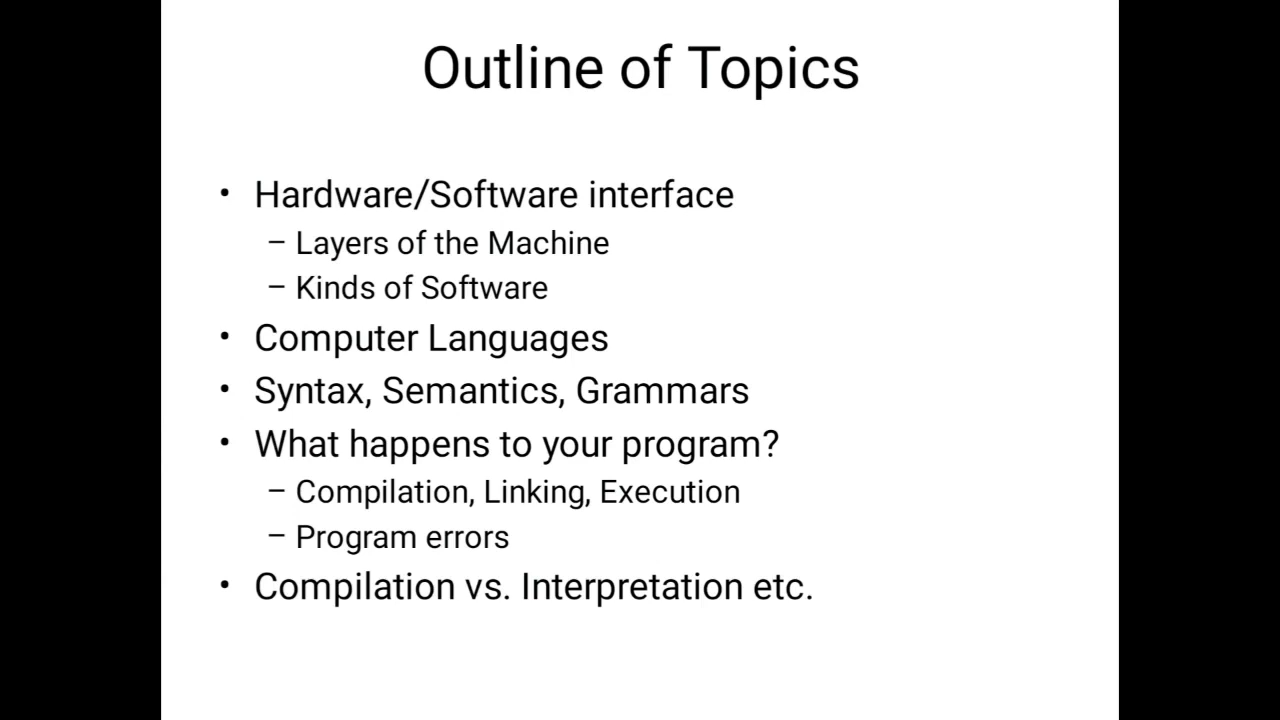 Outline of Topics
• Hardware/Software interface
– Layers of the Machine
– Kinds of Software
• Computer Languages
• Syntax, Semantics, Grammars
• What happens to your program?
– Compilation, Linking, Execution
– Program errors
• Compilation vs. Interpretation etc.